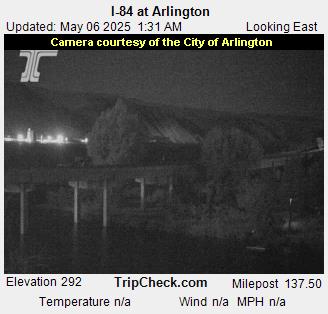 I-84 at Arlington
Updated: May 06 2025 1:31 AM Looking East
Camera courtesy of the City of Arlington
Elevation 292 TripCheck.com Milepost 137.50
Temperature n/a Wind n/a MPH n/a